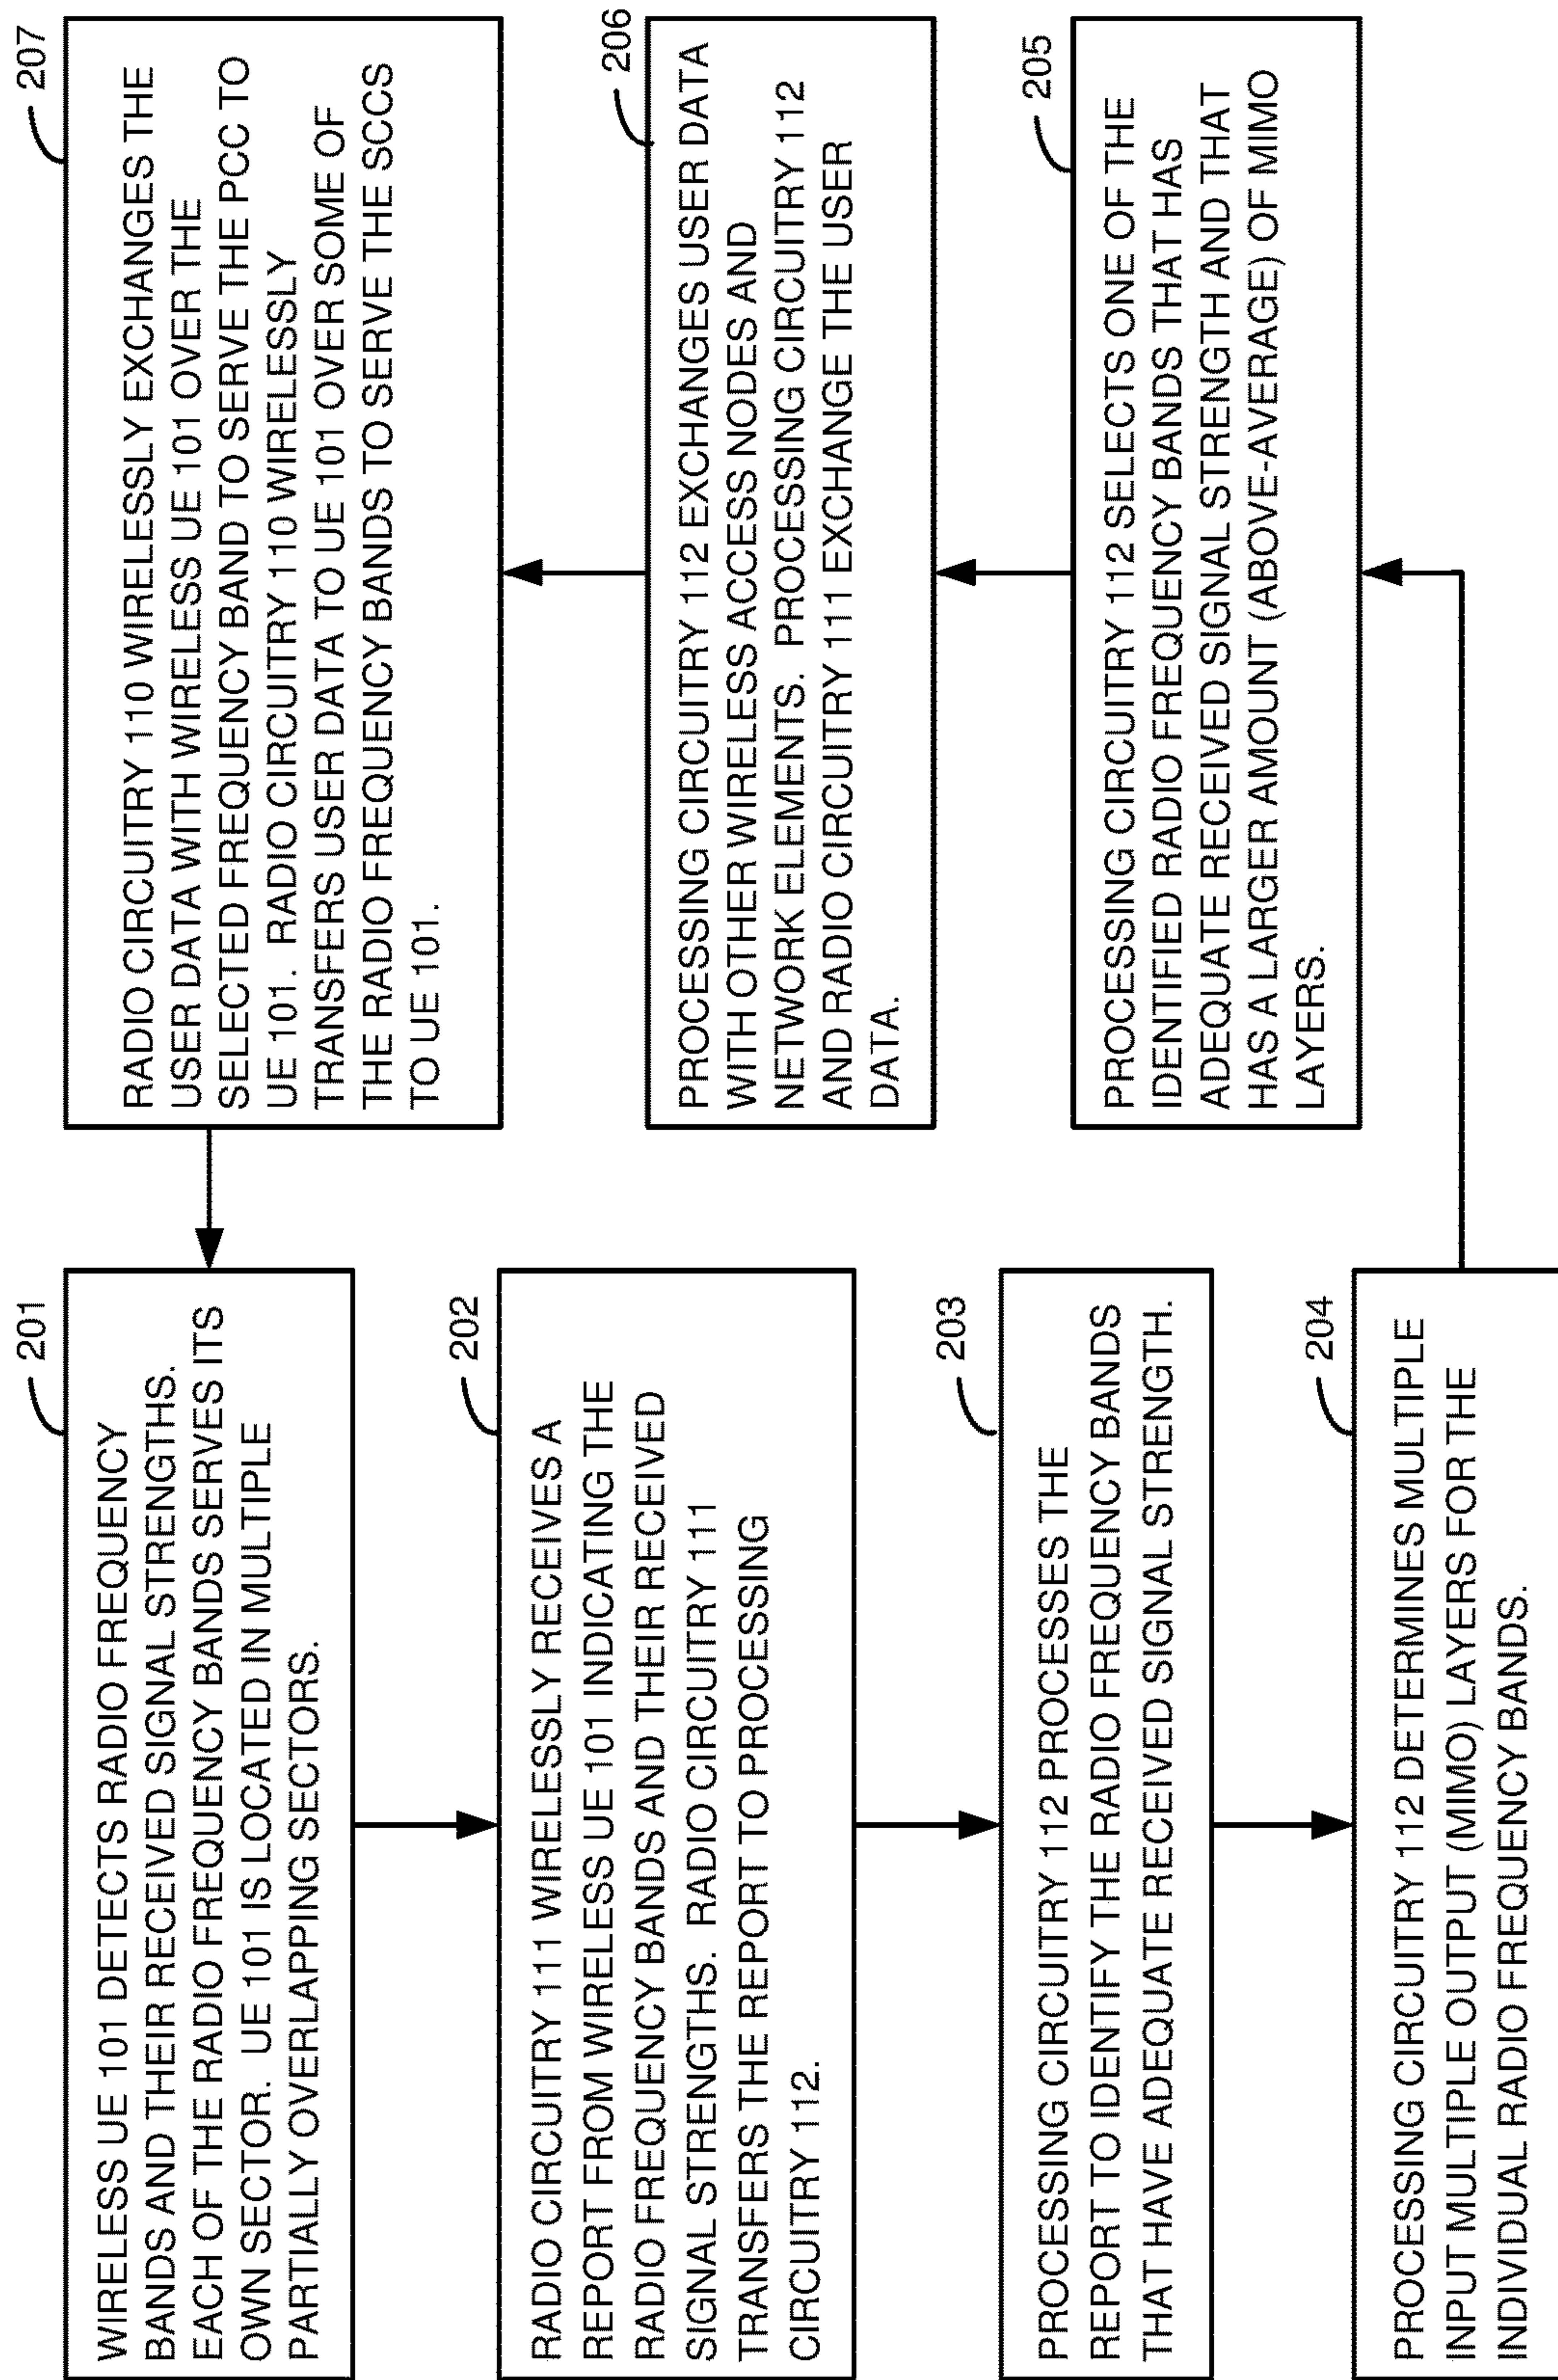 201
WIRELESS UE 101 DETECTS RADIO FREQUENCY
BANDS AND THEIR RECEIVED SIGNAL STRENGTHS.
EACH OF THE RADIO FREQUENCY BANDS SERVES ITS
OWN SECTOR. UE 101 IS LOCATED IN MULTIPLE
PARTIALLY OVERLAPPING SECTORS.
202
RADIO CIRCUITRY 111 WIRELESSLY RECEIVES A
REPORT FROM WIRELESS UE 101 INDICATING THE
RADIO FREQUENCY BANDS AND THEIR RECEIVED
SIGNAL STRENGTHS. RADIO CIRCUITRY 111
TRANSFERS THE REPORT TO PROCESSING
CIRCUITRY 112.
203
PROCESSING CIRCUITRY 112 PROCESSES THE
REPORT TO IDENTIFY THE RADIO FREQUENCY BANDS
THAT HAVE ADEQUATE RECEIVED SIGNAL STRENGTH.
204
PROCESSING CIRCUITRY 112 DETERMINES MULTIPLE
INPUT MULTIPLE OUTPUT (MIMO) LAYERS FOR THE
INDIVIDUAL RADIO FREQUENCY BANDS.
205
PROCESSING CIRCUITRY 112 SELECTS ONE OF THE
IDENTIFIED RADIO FREQUENCY BANDS THAT HAS
ADEQUATE RECEIVED SIGNAL STRENGTH AND THAT
HAS A LARGER AMOUNT (ABOVE-AVERAGE) OF MIMO
LAYERS.
206
PROCESSING CIRCUITRY 112 EXCHANGES USER DATA
WITH OTHER WIRELESS ACCESS NODES AND
NETWORK ELEMENTS. PROCESSING CIRCUITRY 112
AND RADIO CIRCUITRY 111 EXCHANGE THE USER
DATA.
207
RADIO CIRCUITRY 110 WIRELESSLY EXCHANGES THE
USER DATA WITH WIRELESS UE 101 OVER THE
SELECTED FREQUENCY BAND TO SERVE THE PCC TO
UE 101. RADIO CIRCUITRY 110 WIRELESSLY
TRANSFERS USER DATA TO UE 101 OVER SOME OF
THE RADIO FREQUENCY BANDS TO SERVE THE SCCS
TO UE 101.